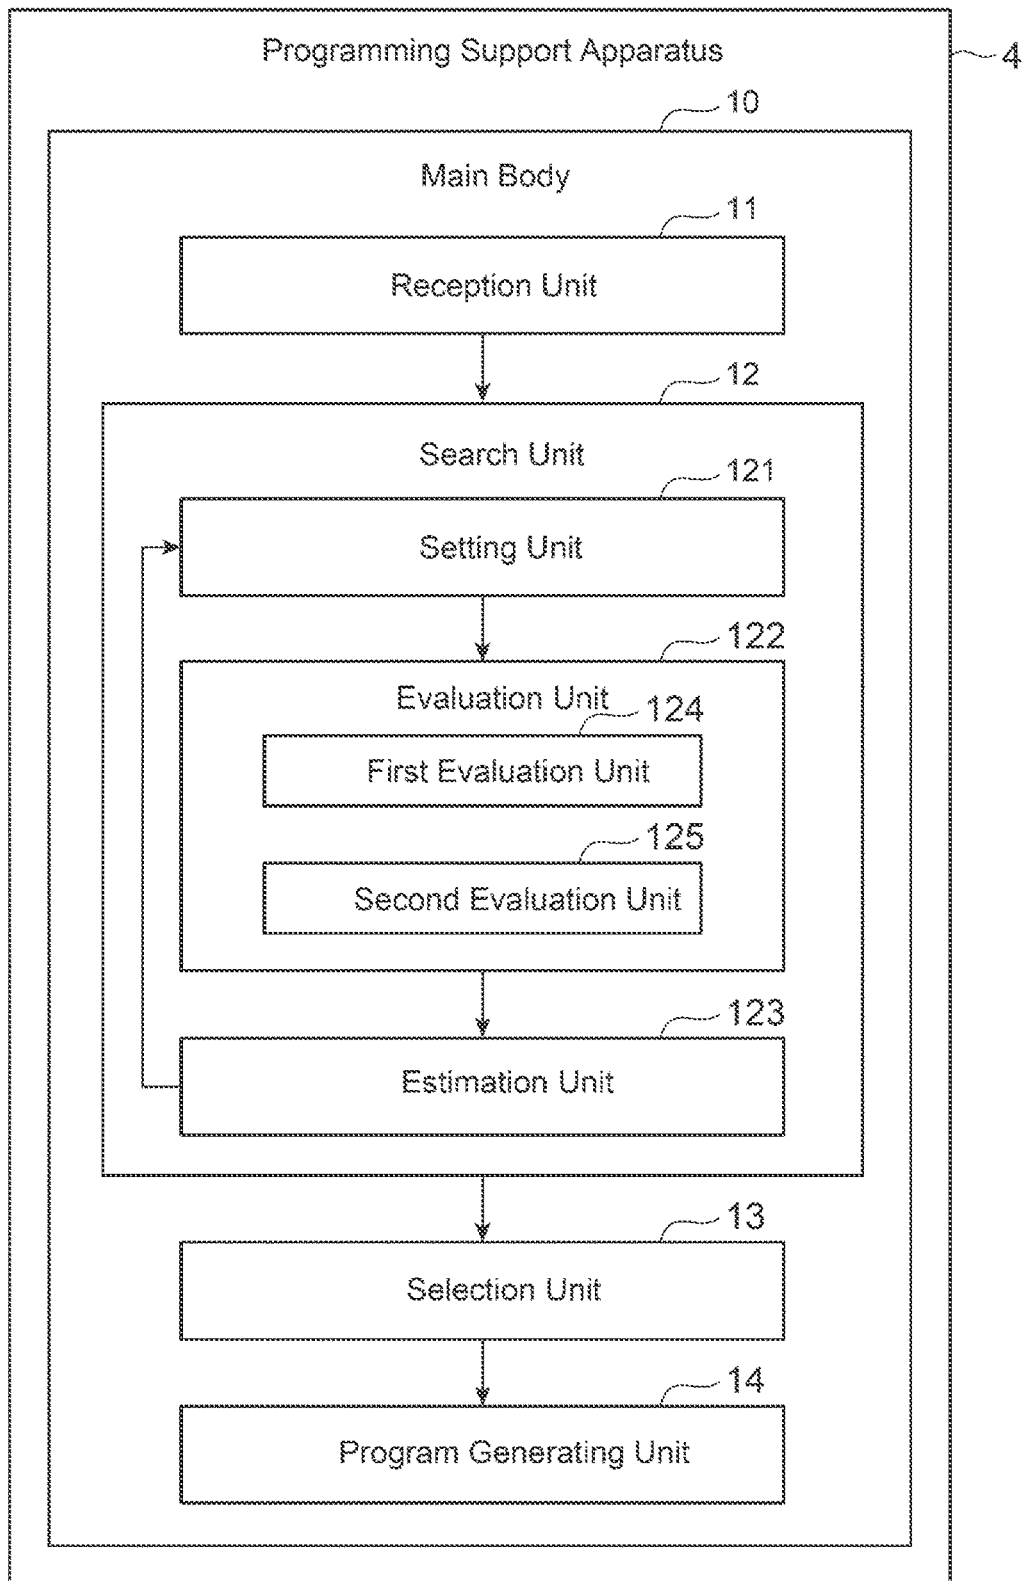 Programming Support Apparatus
4
10
Main Body
11
Reception Unit
12
Search Unit
121
Setting Unit
122
Evaluation Unit
124
First Evaluation Unit
125
Second Evaluation Unit
123
Estimation Unit
13
Selection Unit
14
Program Generating Unit